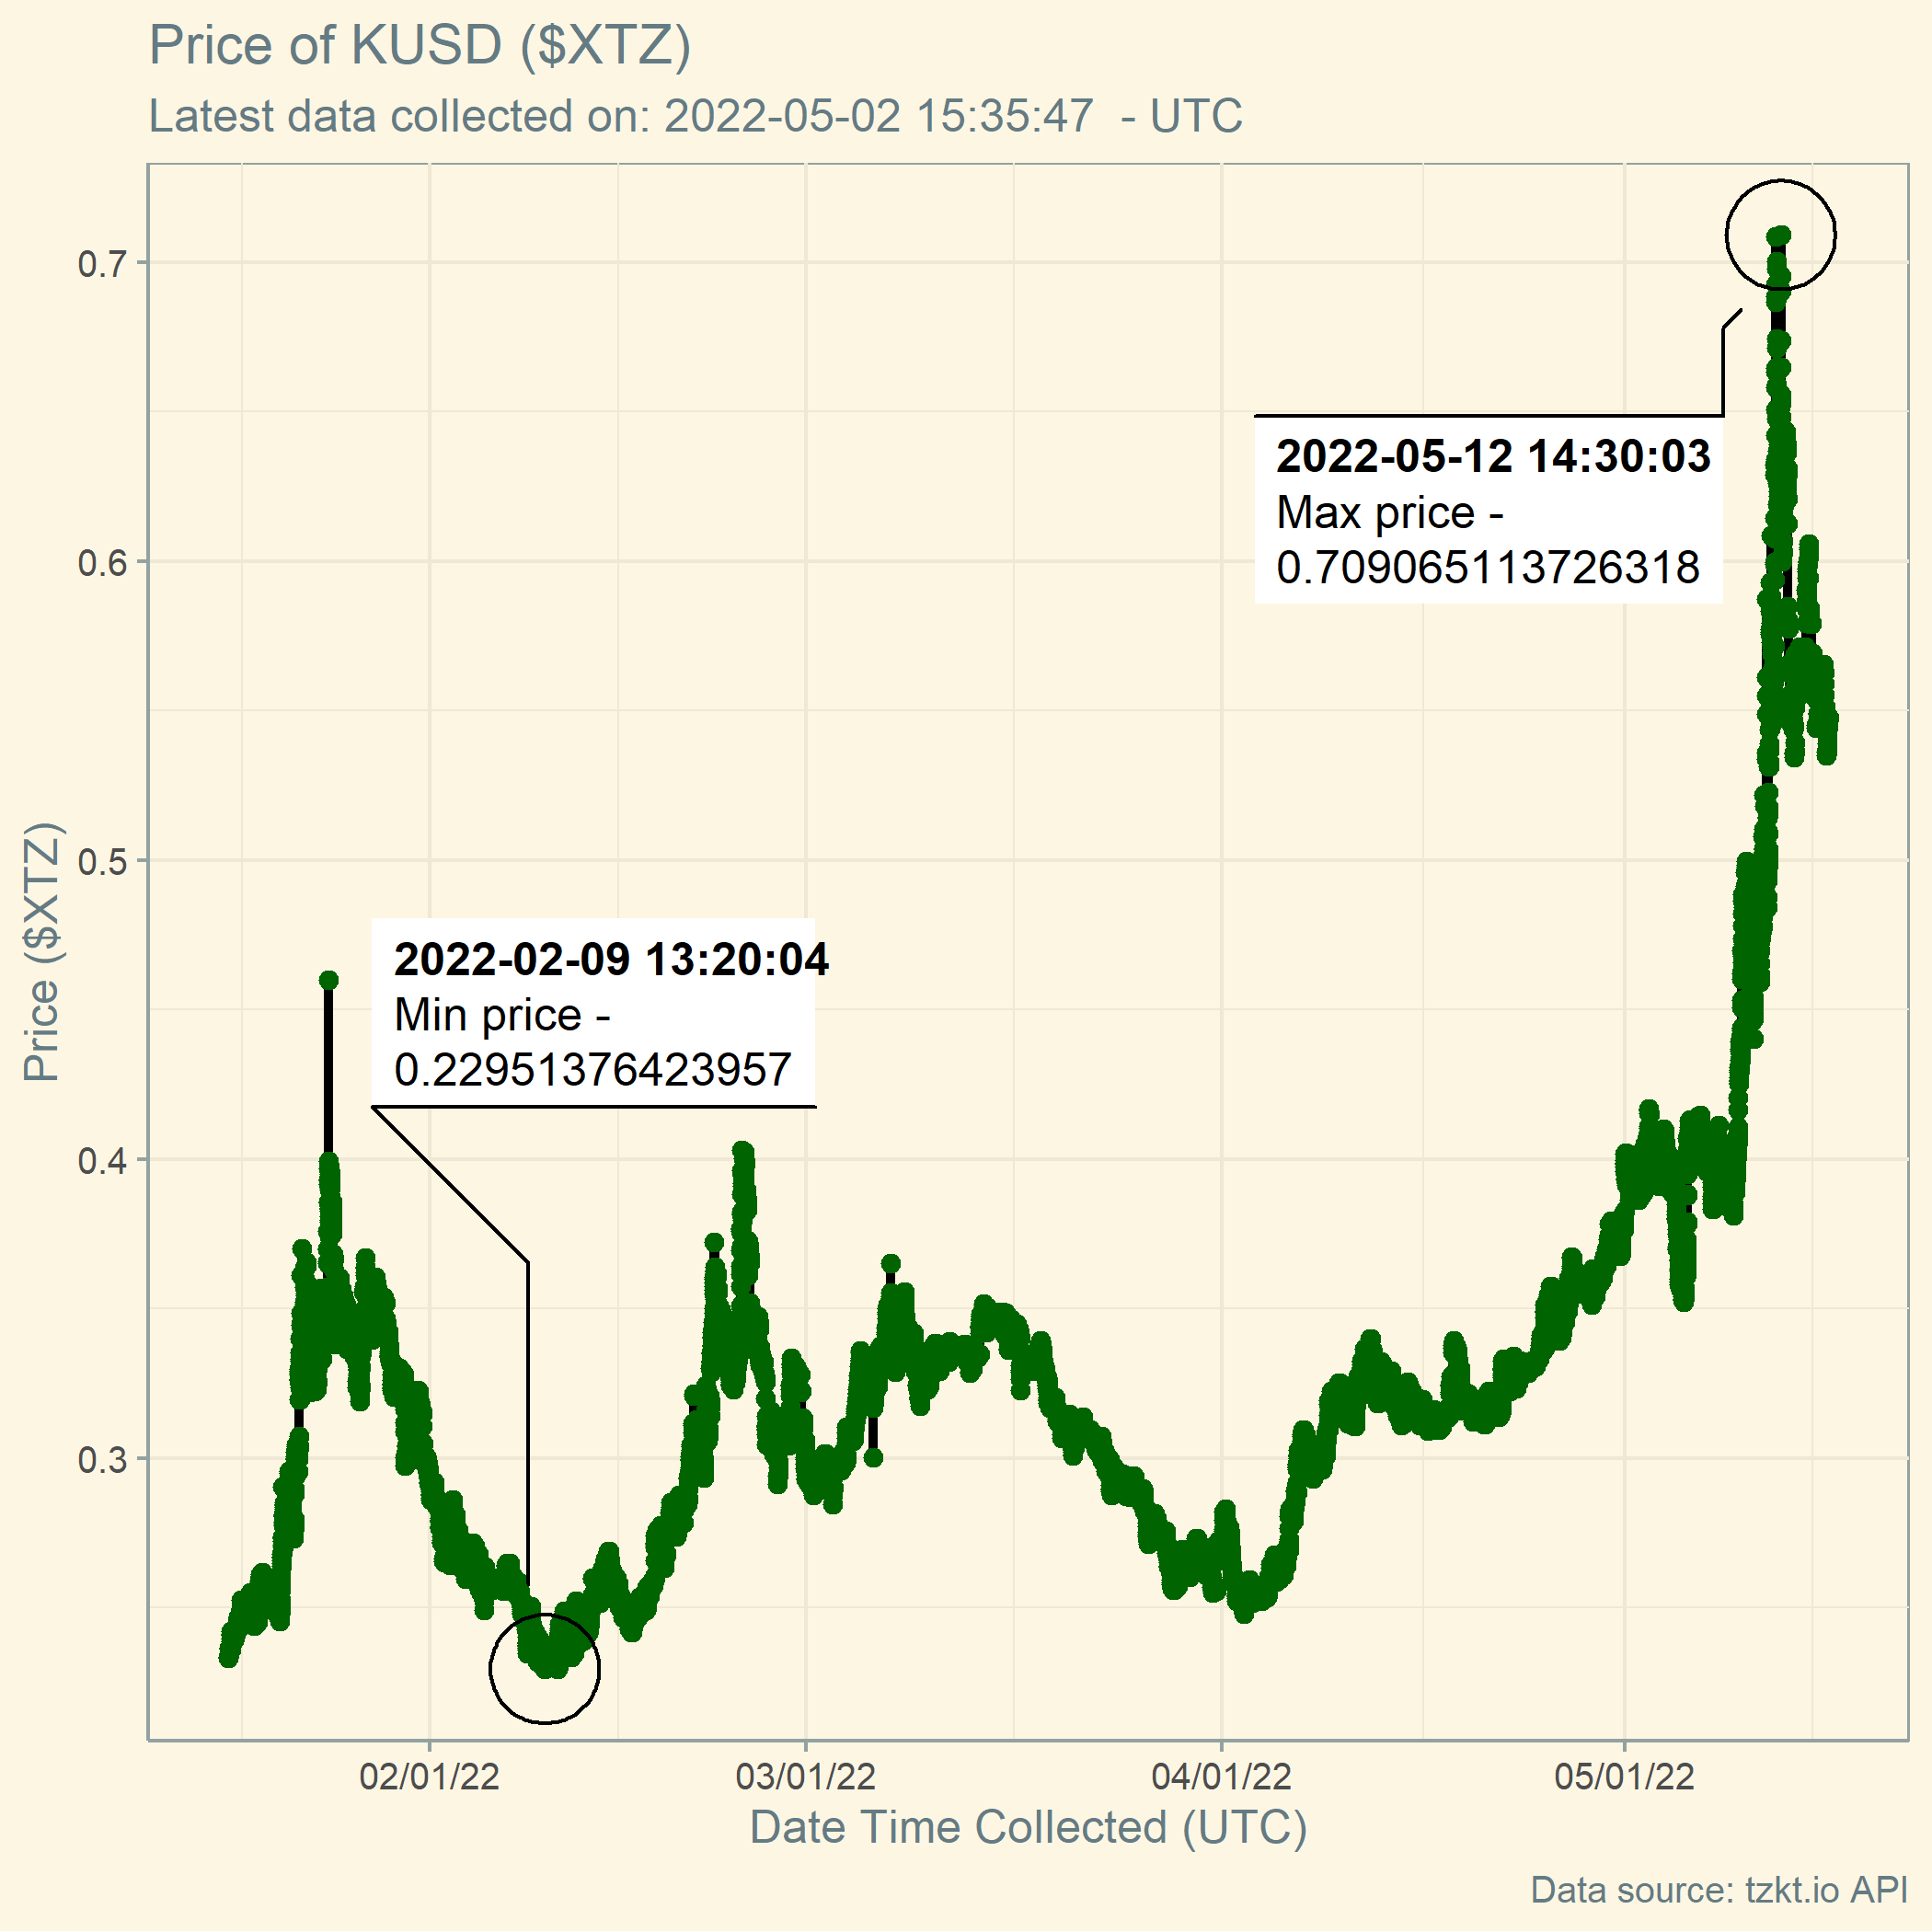 Price of KUSD ($XTZ)
Latest data collected on: 2022-05-02 15:35:47  - UTC
0.7
0.6
0.5
0.4
0.3
Price ($XTZ)
2022-05-12 14:30:03
Max price -
0.709065113726318
2022-02-09 13:20:04
Min price -
0.22951376423957
02/01/22
03/01/22
04/01/22
05/01/22
Date Time Collected (UTC)
Data source: tzkt.io API